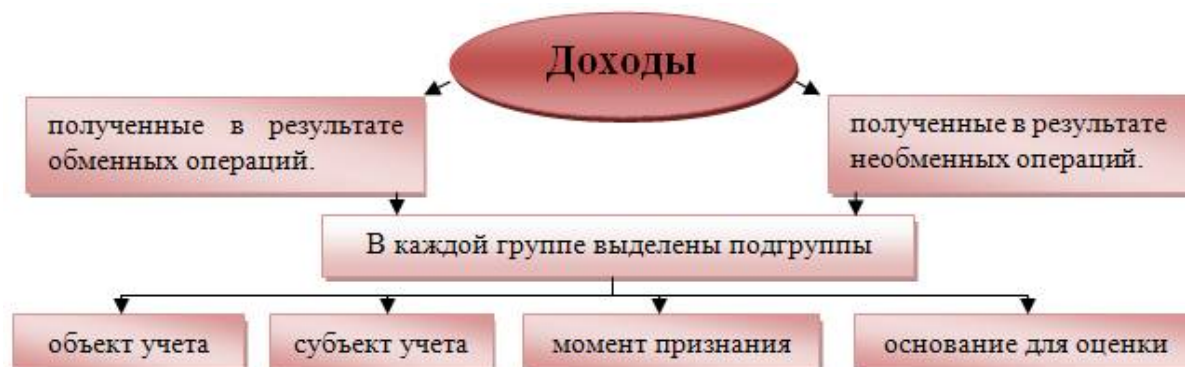 Доходы
полученные в результате
обменных операций.
полученные в результате
необменных операций.
В каждой группе выделены подгруппы
объект учета
субъект учета
момент признания
основание для оценки